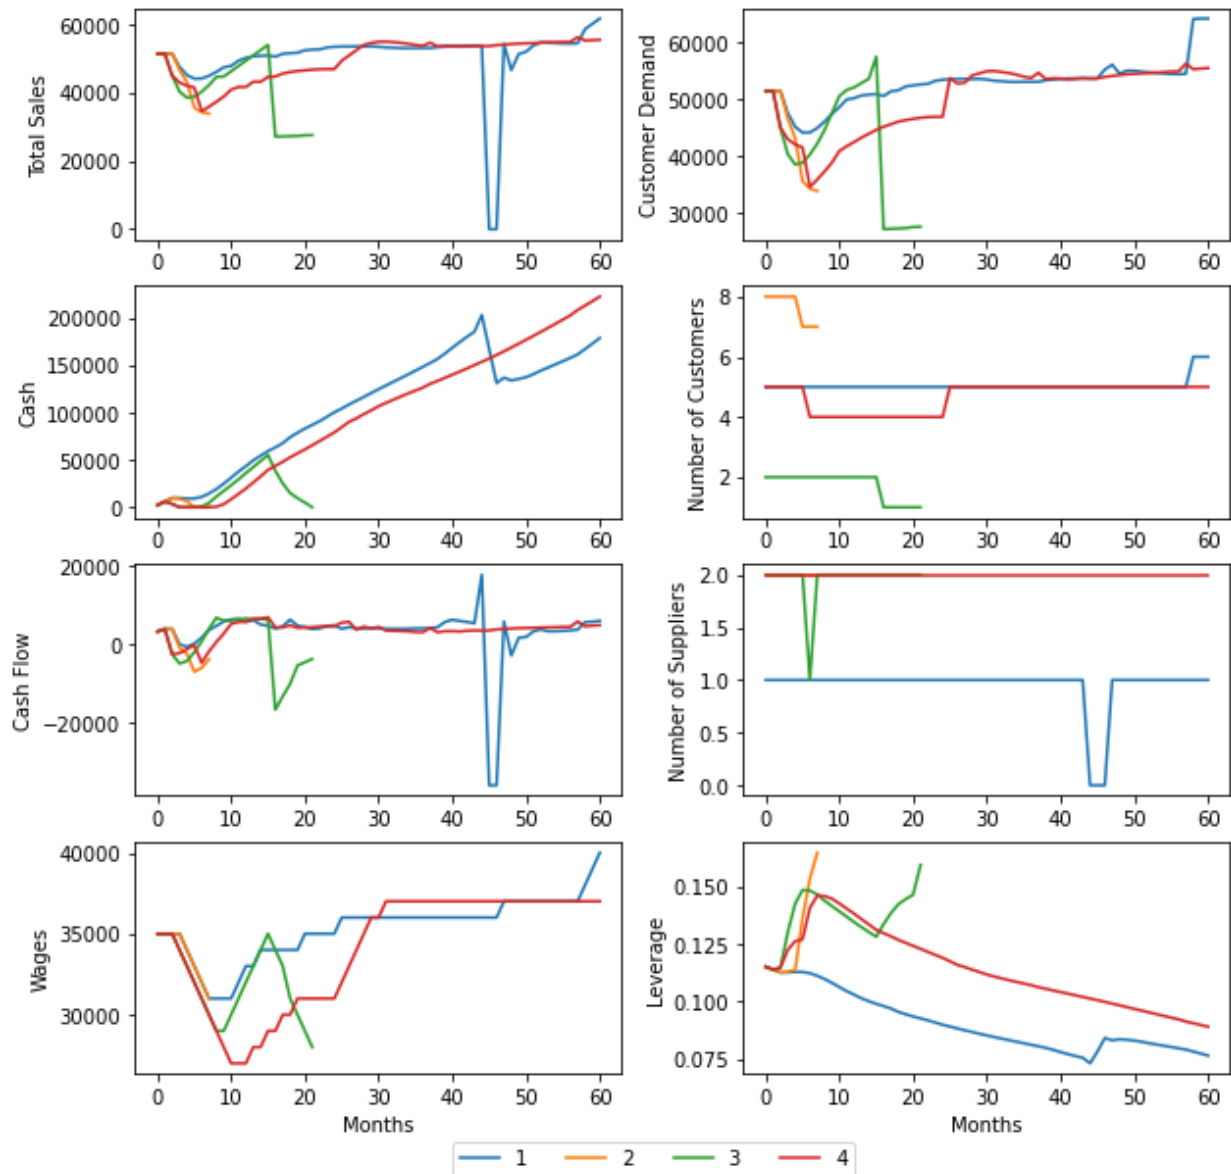 Total Sales
60000
40000
20000
0
0 10 20 30 40 50 60
Customer Demand
60000
50000
40000
30000
0 10 20 30 40 50 60
Cash
200000
150000
100000
50000
0
0 10 20 30 40 50 60
Number of Customers
8
6
4
2
0 10 20 30 40 50 60
Cash Flow
20000
0
−20000
0 10 20 30 40 50 60
Number of Suppliers
2.0
1.5
1.0
0.5
0.0
0 10 20 30 40 50 60
Wages
40000
35000
30000
0 10 20 30 40 50 60
Months
Leverage
0.150
0.125
0.100
0.075
0 10 20 30 40 50 60
Months
1 2 3 4